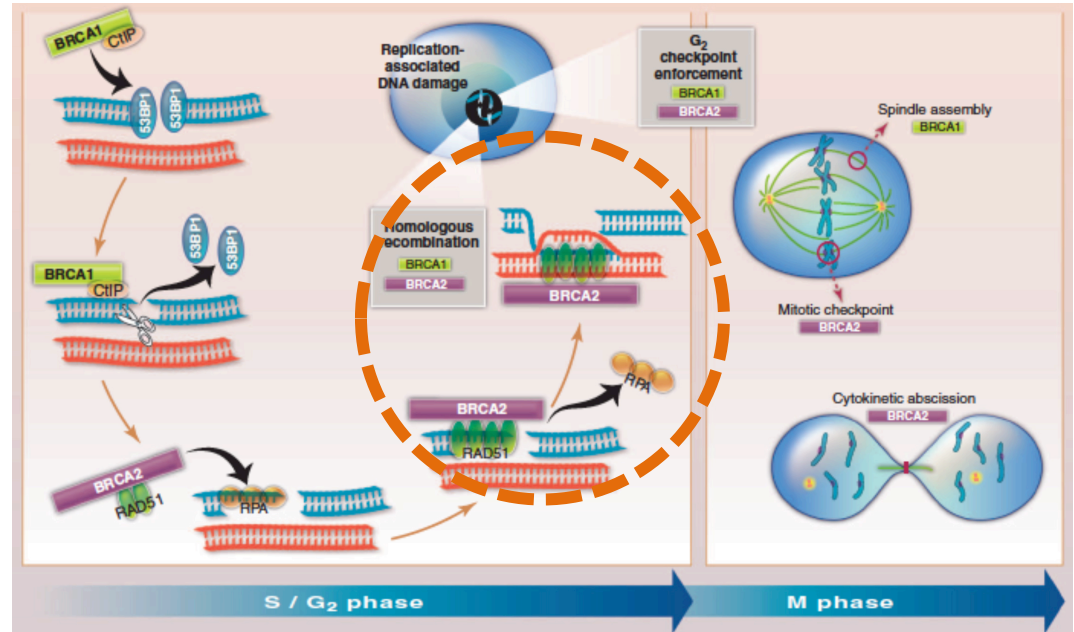 BRCA1
CtIP
53BP1
53BP1
Replication-
associated
DNA damage
G2
checkpoint
enforcement
BRCA1
BRCA2
Spindle assembly
BRCA1
53BP1
53BP1
BRCA1
CtIP
Homologous
recombination
BRCA1
BRCA2
BRCA2
Mitotic checkpoint
BRCA2
RPA
BRCA2
RAD51
Cytokinetic abscission
BRCA2
BRCA2
RAD51
RPA
S / G2 phase
M phase